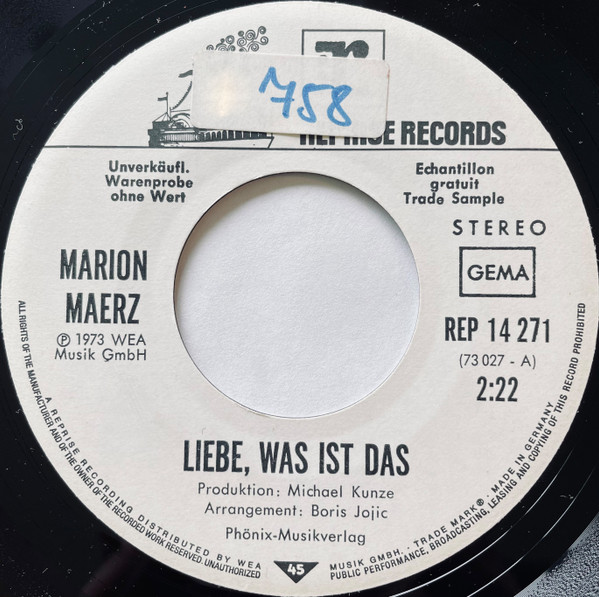 758
REPRISE RECORDS
Unverkäufl.
Warenprobe
ohne Wert
Echantillon
gratuit
Trade Sample
STEREO
GEMA
MARION
MAERZ
℗ 1973 WEA
Musik GmbH
REP 14 271
(73 027 - A)
2:22
LIEBE, WAS IST DAS
Produktion: Michael Kunze
Arrangement: Boris Jojic
Phönix-Musikverlag
45
A REPRISE RECORDING DISTRIBUTED BY WEA MUSIK GMBH. . TRADE MARK ® . MADE IN GERMANY
ALL RIGHTS OF THE MANUFACTURER AND OF THE OWNER OF THE RECORDED WORK RESERVED. UNAUTHORIZED PUBLIC PERFORMANCE, BROADCASTING, LEASING AND COPYING OF THIS RECORD PROHIBITED